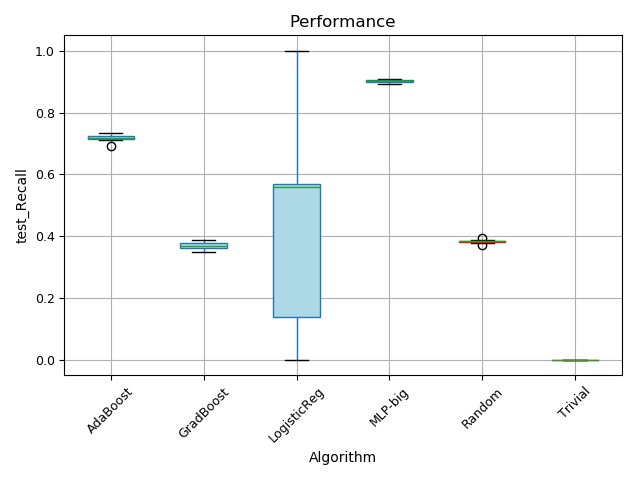 Performance
test_Recall
1.0
0.8
0.6
0.4
0.2
0.0
AdaBoost
GradBoost
LogisticReg
MLP-big
Random
Trivial
Algorithm